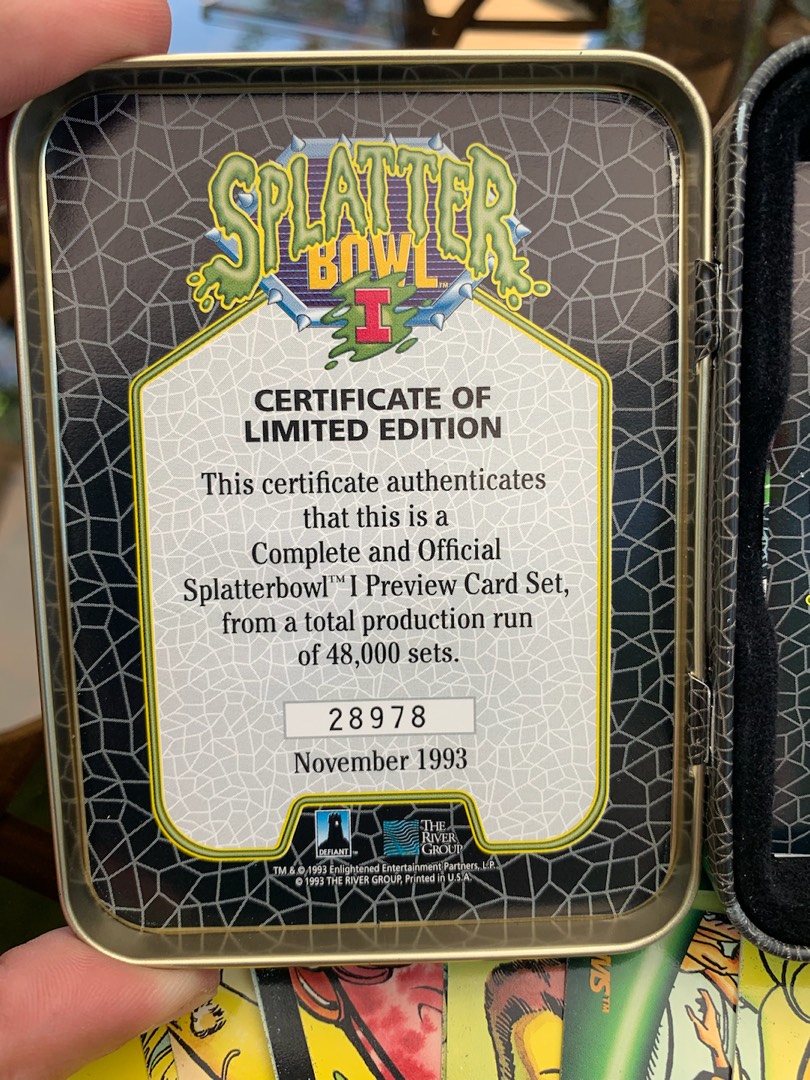 SPLATTER
BOWL™
I
CERTIFICATE OF
LIMITED EDITION
This certificate authenticates
that this is a
Complete and Official
Splatterbowl™ I Preview Card Set,
from a total production run
of 48,000 sets.
28978
November 1993
DEFIANT™
THE
RIVER
GROUP
TM & © 1993 Enlightened Entertainment Partners, L.P.
© 1993 THE RIVER GROUP, Printed in U.S.A.